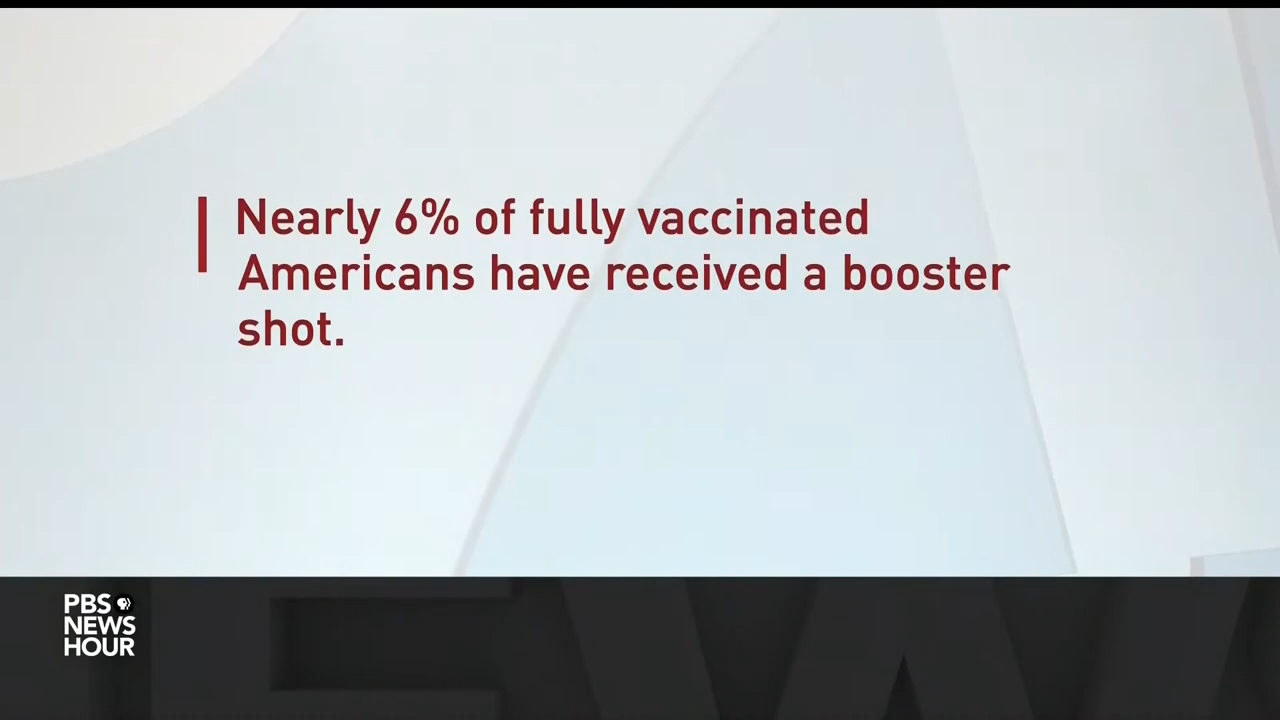 Nearly 6% of fully vaccinated
Americans have received a booster
shot.
PBS
NEWS
HOUR